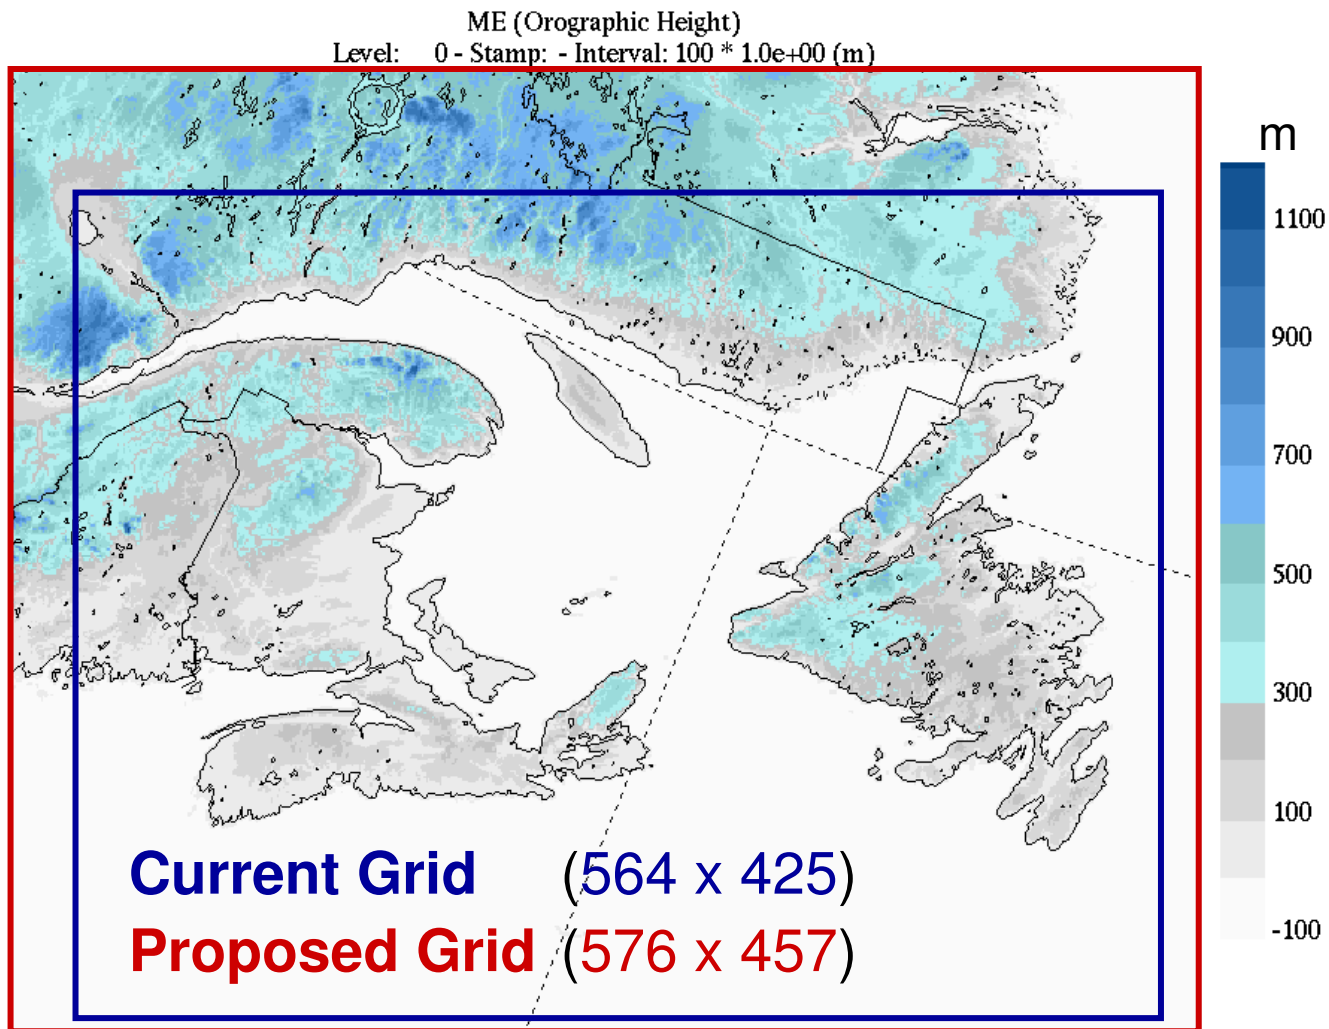 ME (Orographic Height)
Level: 0 - Stamp: - Interval: 100 * 1.0e+00 (m)
m
1100
900
700
500
300
100
-100
Current Grid (564 x 425)
Proposed Grid (576 x 457)